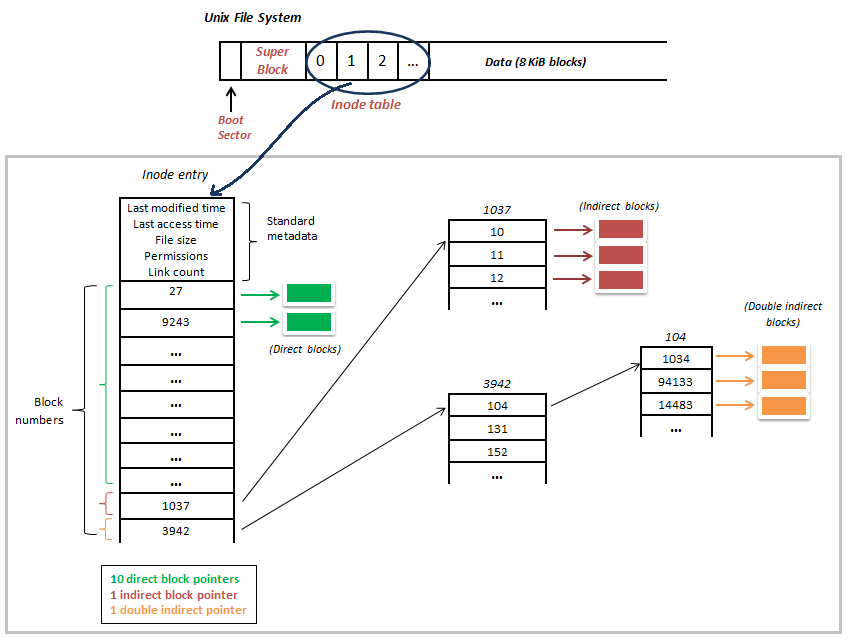 Unix File System
Super
Block
0
1
2
...
Data (8 KiB blocks)
Boot
Sector
Inode table
Inode entry
Last modified time
Last access time
File size
Permissions
Link count
Standard
metadata
27
9243
...
...
...
...
...
...
1037
3942
(Direct blocks)
Block
numbers
1037
10
11
12
...
(Indirect blocks)
3942
104
131
152
...
104
1034
94133
14483
...
(Double indirect
blocks)
10 direct block pointers
1 indirect block pointer
1 double indirect pointer